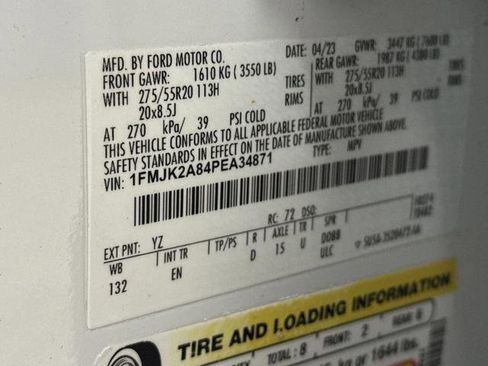 MFD. BY FORD MOTOR CO.
DATE: 04/23 GVWR: 3447 KG
FRONT GAWR: 1610 KG ( 3550 LB)
REAR GAWR: 1987 KG ( 4380 LB)
WITH 275/55R20 113H TIRES WITH 275/55R20 113H
20x8.5J RIMS 20x8.5J
AT 270 kPa/ 39 PSI COLD AT 270 kPa/ 39 PSI COLD
THIS VEHICLE CONFORMS TO ALL APPLICABLE FEDERAL MOTOR VEHICLE
SAFETY STANDARDS IN EFFECT ON THE DATE OF MANUFACTURE SHOWN ABOVE.
VIN: 1FMJK2A84PEA34871
TYPE: MPV
EXT PNT: YZ RC: 72 DSO:
WB INT TR TP/PS R AXLE TR SPR
132 EN D 15 U DDBB
ULC
TIRE AND LOADING INFORMATION
TOTAL: 8 FRONT: 2 REAR: 6